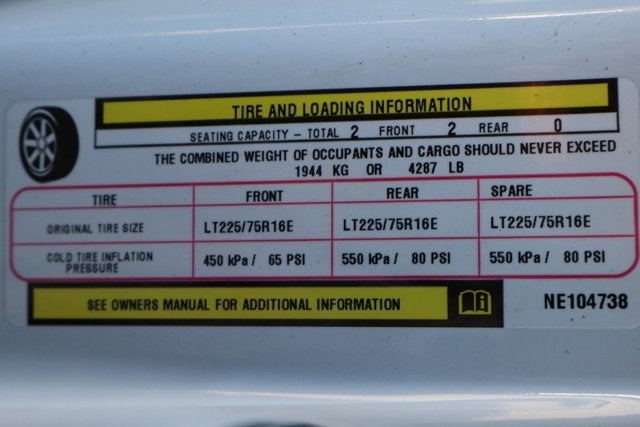 TIRE AND LOADING INFORMATION
SEATING CAPACITY – TOTAL 2 FRONT 2 REAR 0
THE COMBINED WEIGHT OF OCCUPANTS AND CARGO SHOULD NEVER EXCEED
1944 KG OR 4287 LB
TIRE FRONT REAR SPARE
ORIGINAL TIRE SIZE LT225/75R16E LT225/75R16E LT225/75R16E
COLD TIRE INFLATION PRESSURE 450 kPa / 65 PSI 550 kPa / 80 PSI 550 kPa / 80 PSI
SEE OWNERS MANUAL FOR ADDITIONAL INFORMATION NE104738